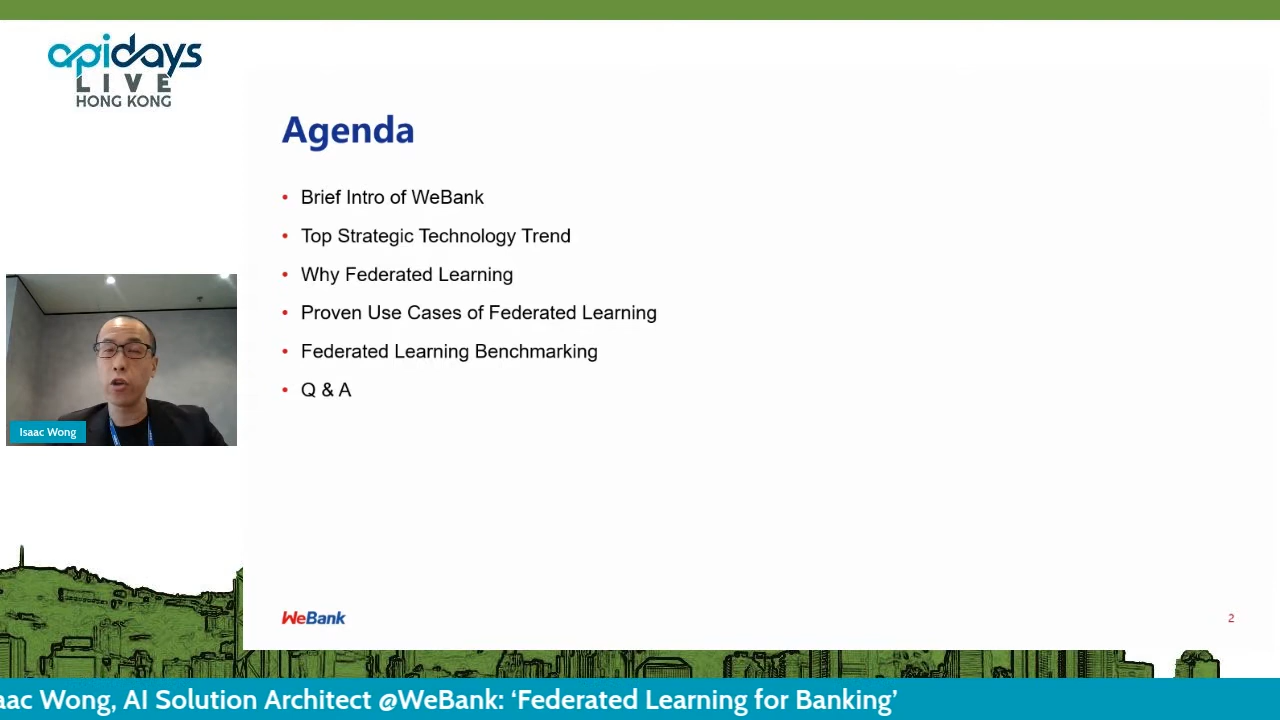 apidays
LIVE
HONG KONG
Agenda
• Brief Intro of WeBank
• Top Strategic Technology Trend
• Why Federated Learning
• Proven Use Cases of Federated Learning
• Federated Learning Benchmarking
• Q & A
Isaac Wong
WeBank
2
aac Wong, AI Solution Architect @WeBank: ‘Federated Learning for Banking’